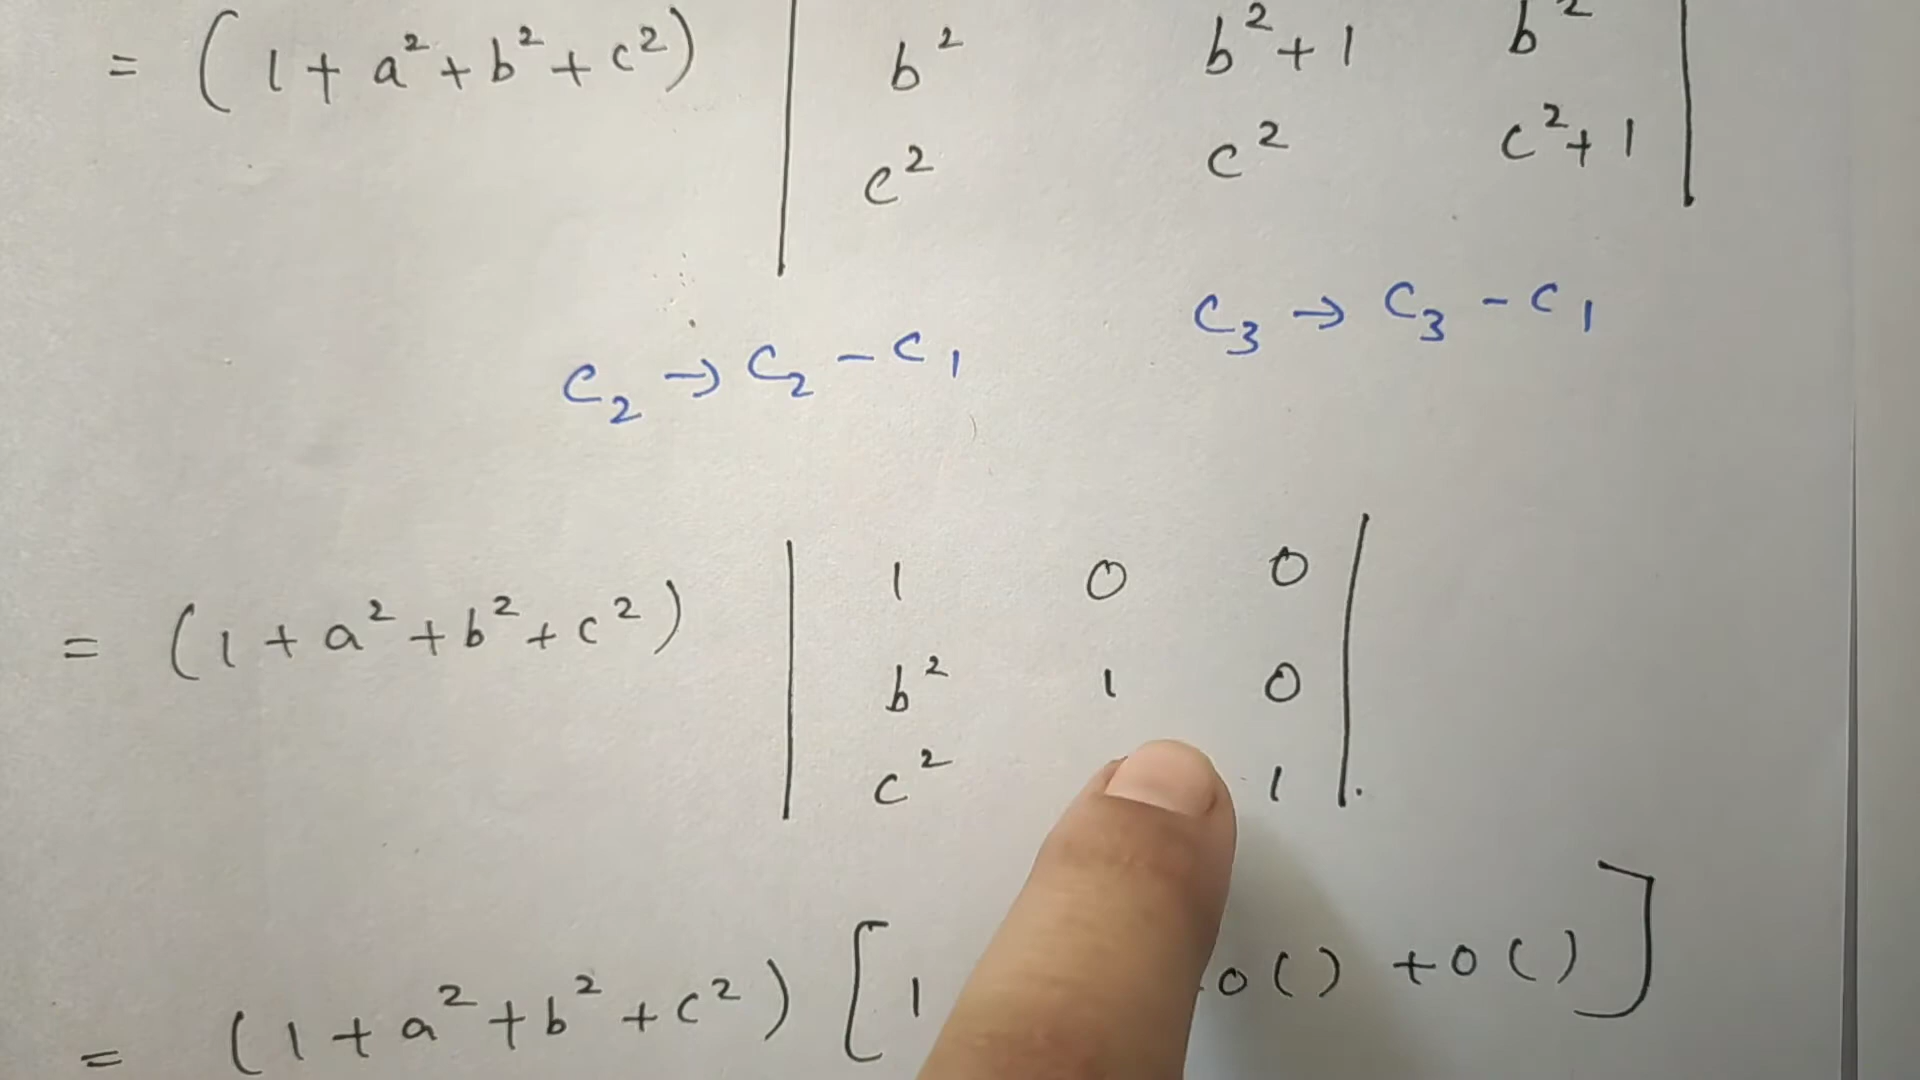 = (1 + a² + b² + c²) | b² b² + 1 b² |
c² c² c² + 1
C₂ → C₂ - C₁ C₃ → C₃ - C₁
= (1 + a² + b² + c²) | 1 0 0 |
b² 1 0
c² 1
= (1 + a² + b² + c²) [ 1 0 ( ) + 0 ( ) ]